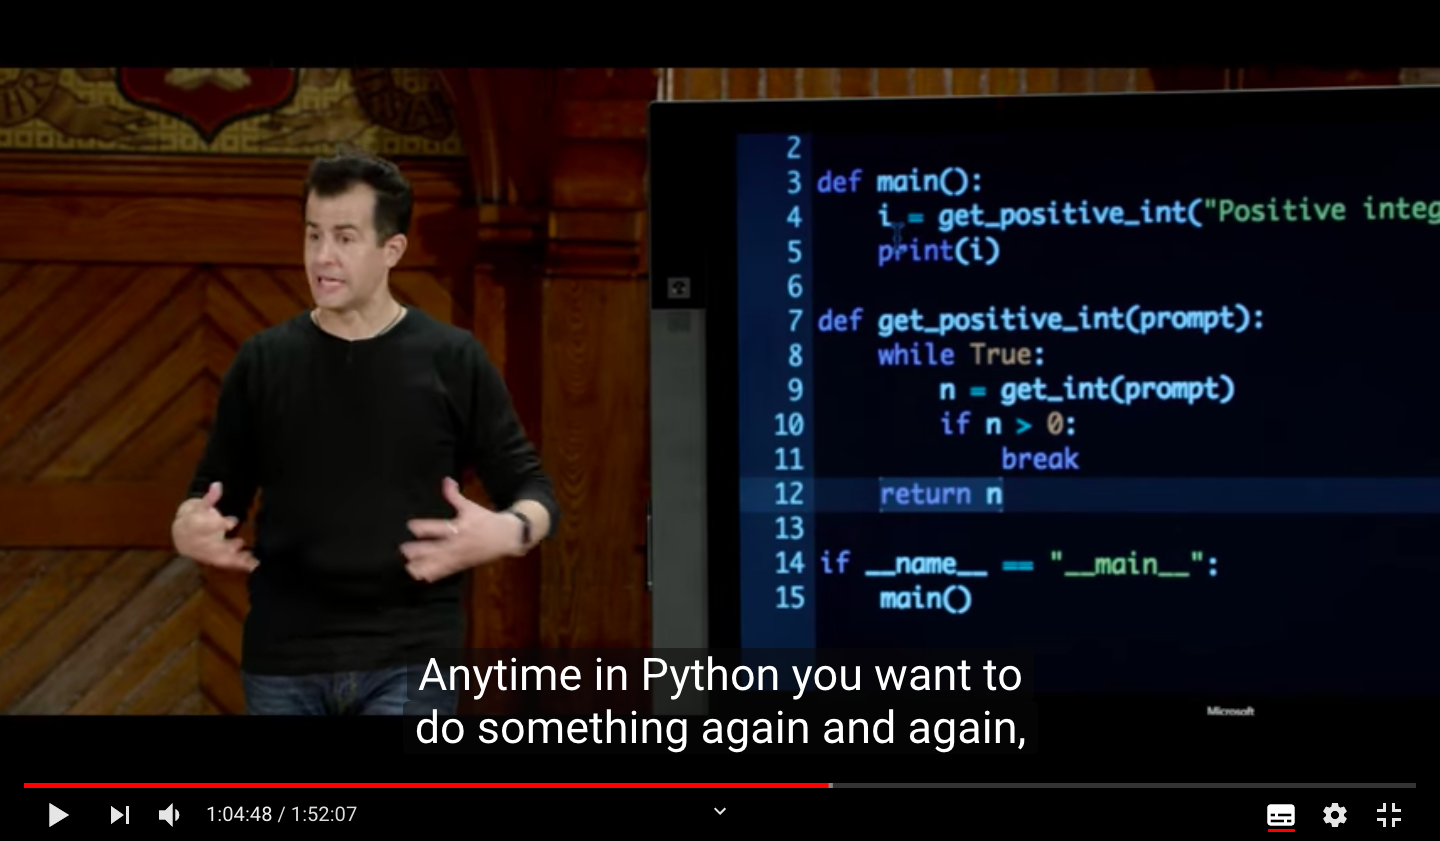 2
3 def main():
4 i = get_positive_int("Positive integ
5 print(i)
6
7 def get_positive_int(prompt):
8 while True:
9 n = get_int(prompt)
10 if n > 0:
11 break
12 return n
13
14 if __name__ == "__main__":
15 main()
Microsoft
Anytime in Python you want to
do something again and again,
1:04:48 / 1:52:07